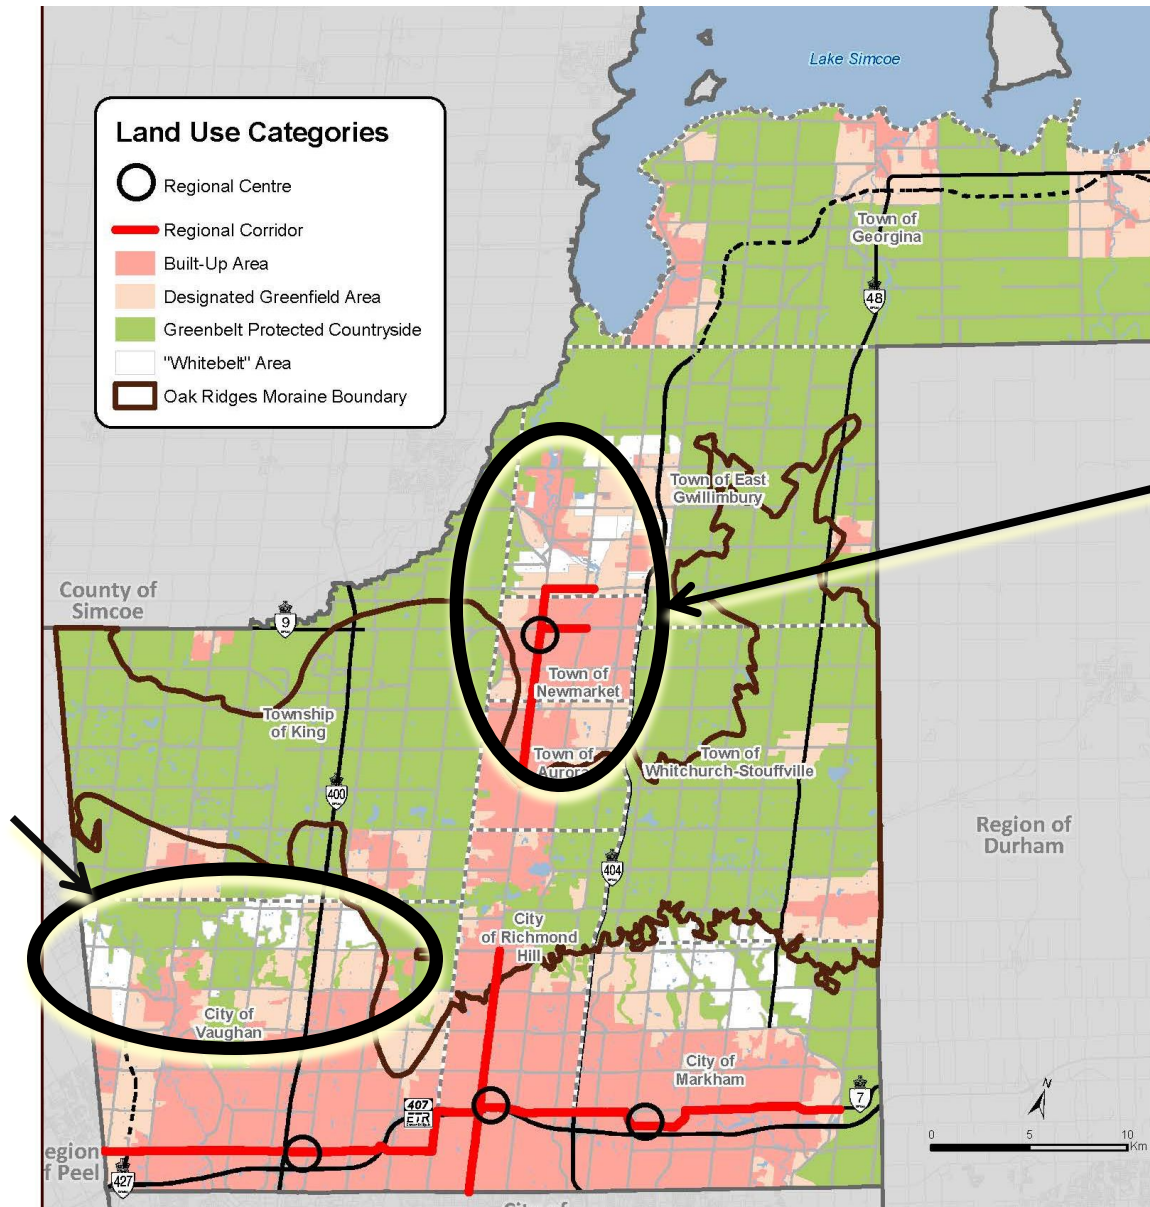 Lake Simcoe
Land Use Categories
Regional Centre
Regional Corridor
Built-Up Area
Designated Greenfield Area
Greenbelt Protected Countryside
"Whitebelt" Area
Oak Ridges Moraine Boundary
Town of
Georgina
48
Town of East
Gwillimbury
County of
Simcoe
9
Town of
Newmarket
Township
of King
Town of
Aurora
Town of
Whitchurch-Stouffville
400
Region of
Durham
404
City
of Richmond
Hill
City of
Vaughan
City of
Markham
407
ETR
7
N
0 5 10
Km
egion
f Peel
427
City of